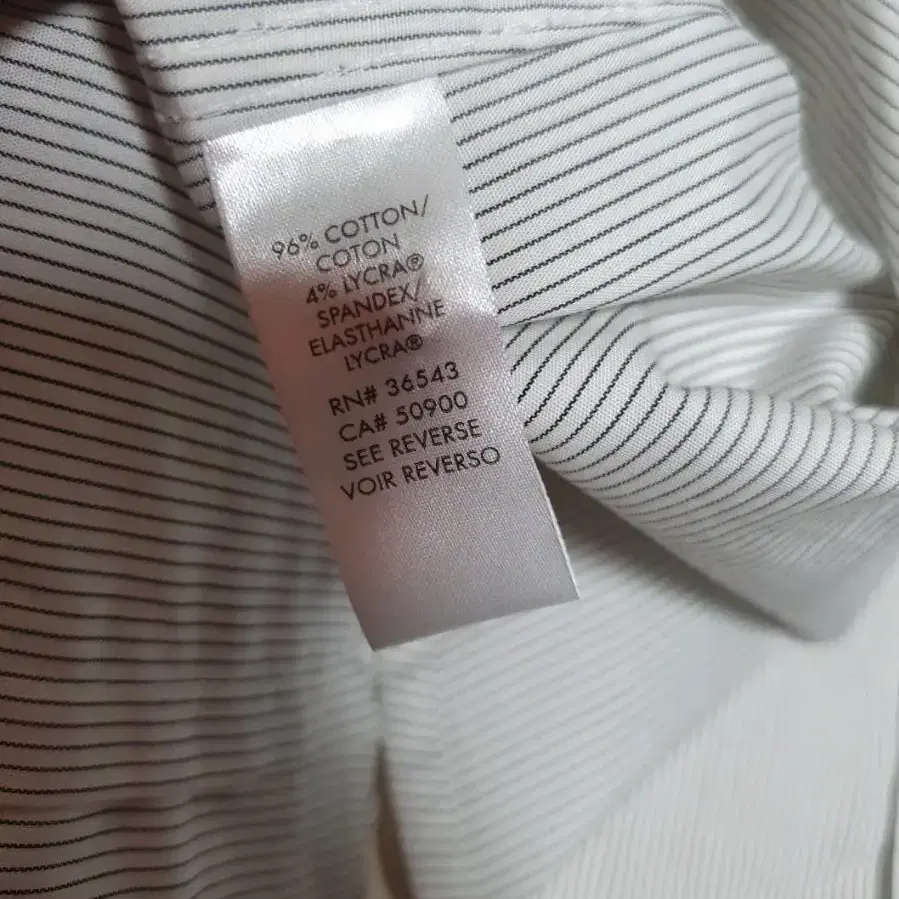 96% COTTON/
COTON
4% LYCRA®
SPANDEX/
ELASTHANNE
LYCRA®
RN# 36543
CA# 50900
SEE REVERSE
VOIR REVERSO